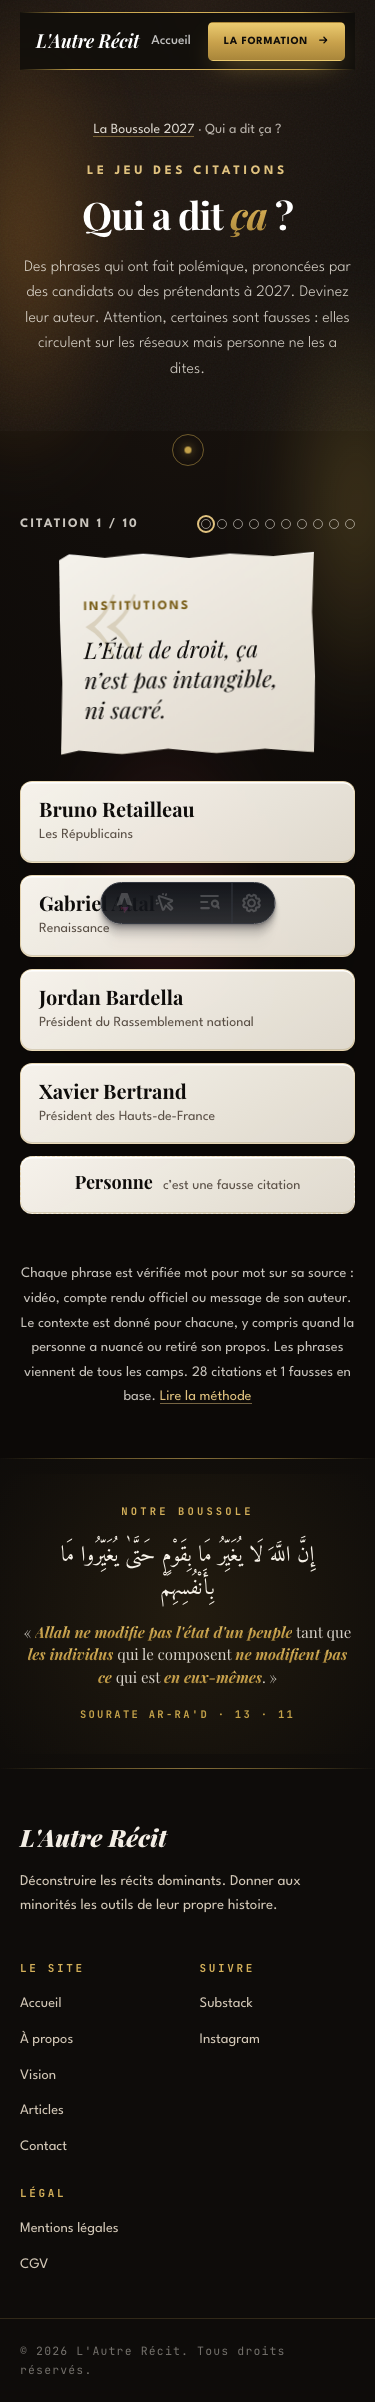 L'Autre Récit
Accueil
LA FORMATION →
La Boussole 2027 · Qui a dit ça ?
LE JEU DES CITATIONS
Qui a dit ça ?
Des phrases qui ont fait polémique, prononcées par
des candidats ou des prétendants à 2027. Devinez
leur auteur. Attention, certaines sont fausses : elles
circulent sur les réseaux mais personne ne les a
dites.
CITATION 1 / 10
«
INSTITUTIONS
L’État de droit, ça
n’est pas intangible,
ni sacré.
Bruno Retailleau
Les Républicains
Gabriel
Renaissance
Jordan Bardella
Président du Rassemblement national
Xavier Bertrand
Président des Hauts-de-France
Personne c’est une fausse citation
Chaque phrase est vérifiée mot pour mot sur sa source :
vidéo, compte rendu officiel ou message de son auteur.
Le contexte est donné pour chacune, y compris quand la
personne a nuancé ou retiré son propos. Les phrases
viennent de tous les camps. 28 citations et 1 fausses en
base. Lire la méthode
NOTRE BOUSSOLE
إِنَّ اللَّهَ لَا يُغَيِّرُ مَا بِقَوْمٍ حَتَّىٰ يُغَيِّرُوا مَا
بِأَنْفُسِهِمْ
« Allah ne modifie pas l'état d'un peuple tant que
les individus qui le composent ne modifient pas
ce qui est en eux-mêmes. »
SOURATE AR-RA'D · 13 · 11
L'Autre Récit
Déconstruire les récits dominants. Donner aux
minorités les outils de leur propre histoire.
LE SITE
Accueil
À propos
Vision
Articles
Contact
SUIVRE
Substack
Instagram
LÉGAL
Mentions légales
CGV
© 2026 L'Autre Récit. Tous droits
réservés.